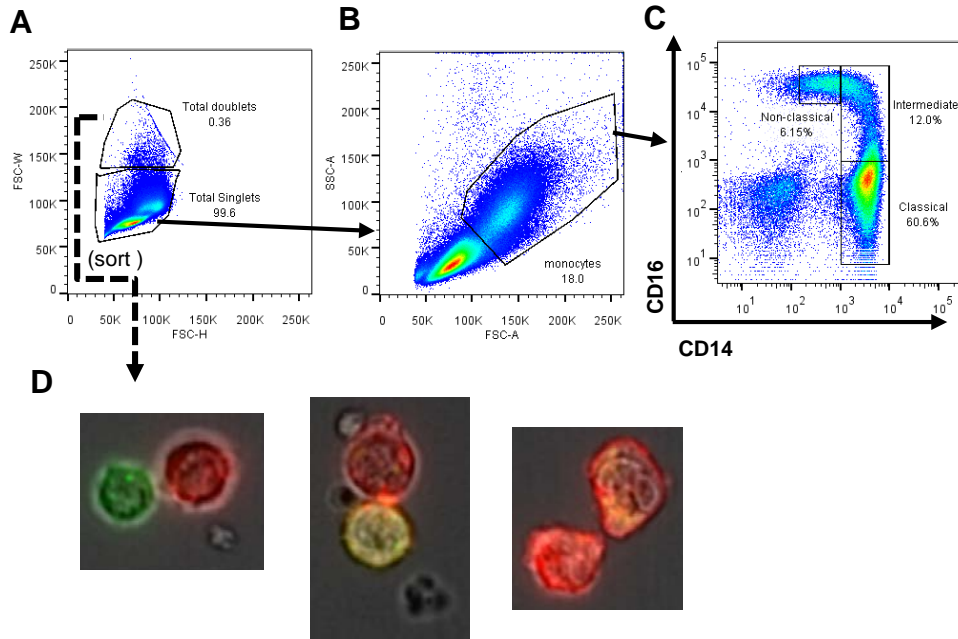 A
250K
200K
150K
100K
50K
0
FSC-W
Total doublets
0.36
Total Singlets
99.6
(sort )
0 50K 100K 150K 200K 250K
FSC-H
B
250K
200K
150K
100K
50K
0
SSC-A
monocytes
18.0
0 50K 100K 150K 200K 250K
FSC-A
C
CD16
10^5
10^4
10^3
10^2
10^1
Non-classical
6.15%
Intermediate
12.0%
Classical
60.6%
10^1 10^2 10^3 10^4 10^5
CD14
D